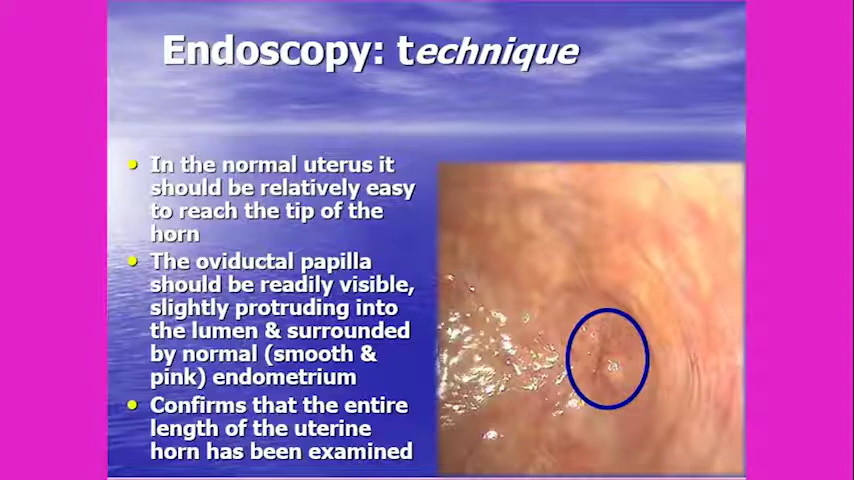 Endoscopy: technique
• In the normal uterus it
should be relatively easy
to reach the tip of the
horn
• The oviductal papilla
should be readily visible,
slightly protruding into
the lumen & surrounded
by normal (smooth &
pink) endometrium
• Confirms that the entire
length of the uterine
horn has been examined